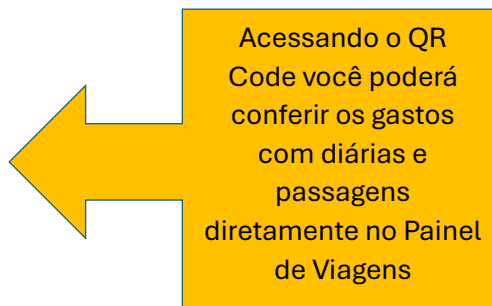 Acessando o QR
Code você poderá
conferir os gastos
com diárias e
passagens
diretamente no Painel
de Viagens